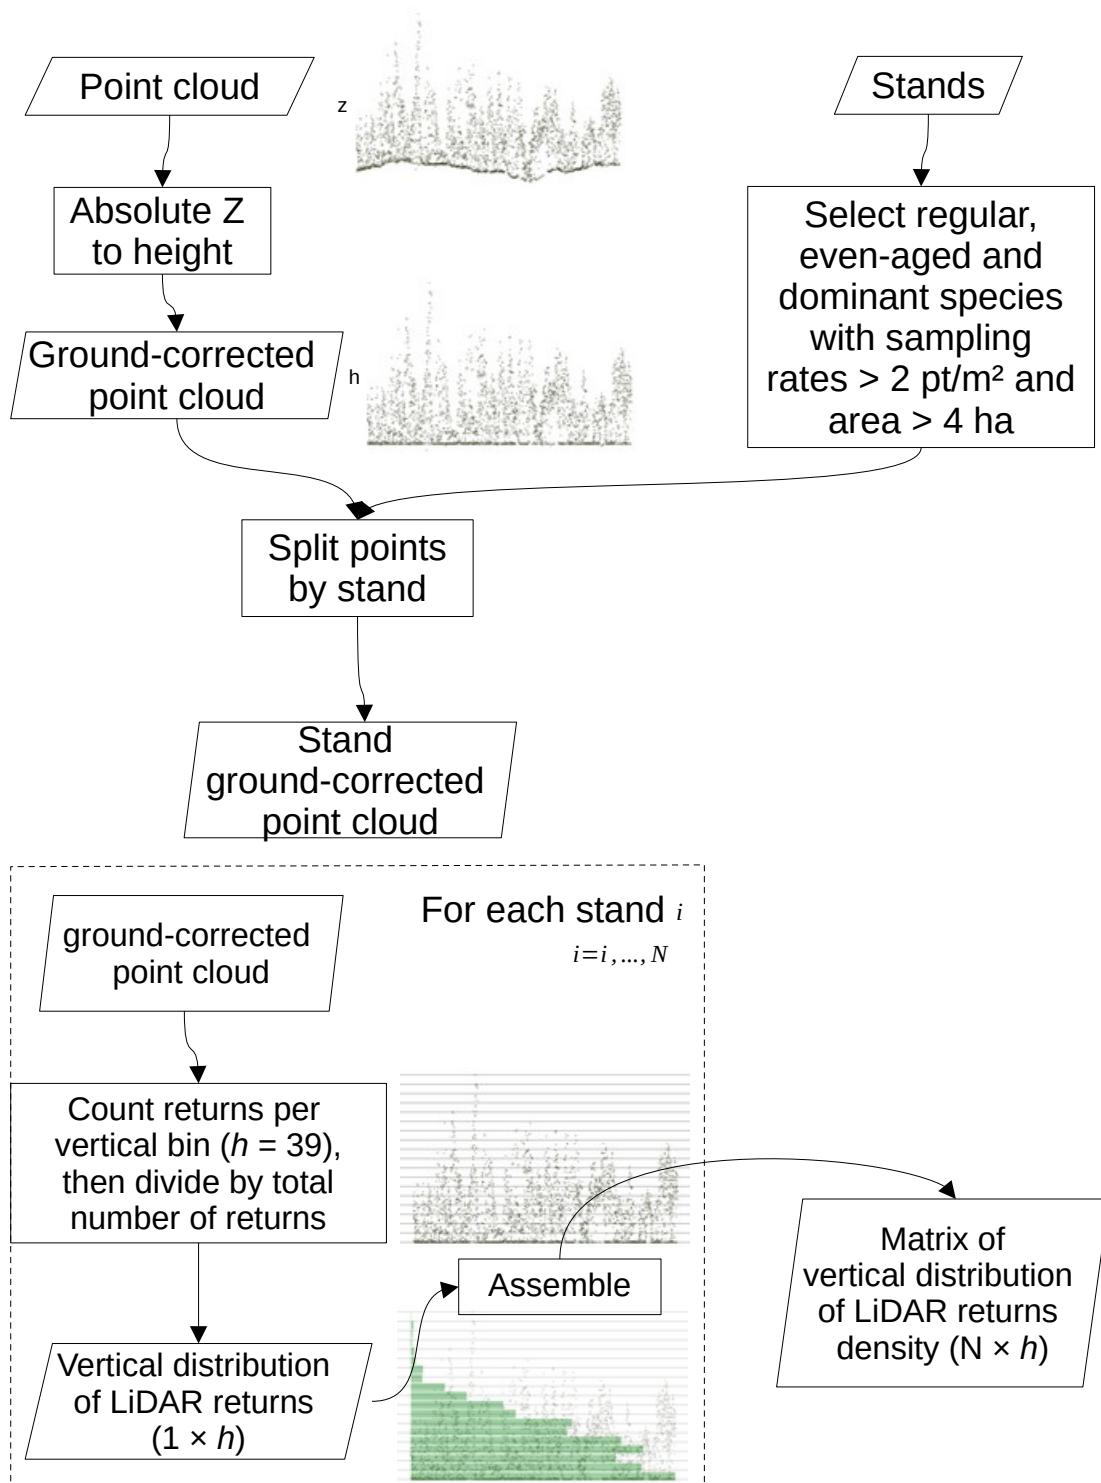 Point cloud
z
Stands
Absolute Z
to height
Select regular,
even-aged and
dominant species
with sampling
rates > 2 pt/m² and
area > 4 ha
Ground-corrected
point cloud
h
Split points
by stand
Stand
ground-corrected
point cloud
For each stand i
i=i,...,N
ground-corrected
point cloud
Count returns per
vertical bin (h = 39),
then divide by total
number of returns
Assemble
Matrix of
vertical distribution
of LiDAR returns
density (N × h)
Vertical distribution
of LiDAR returns
(1 × h)